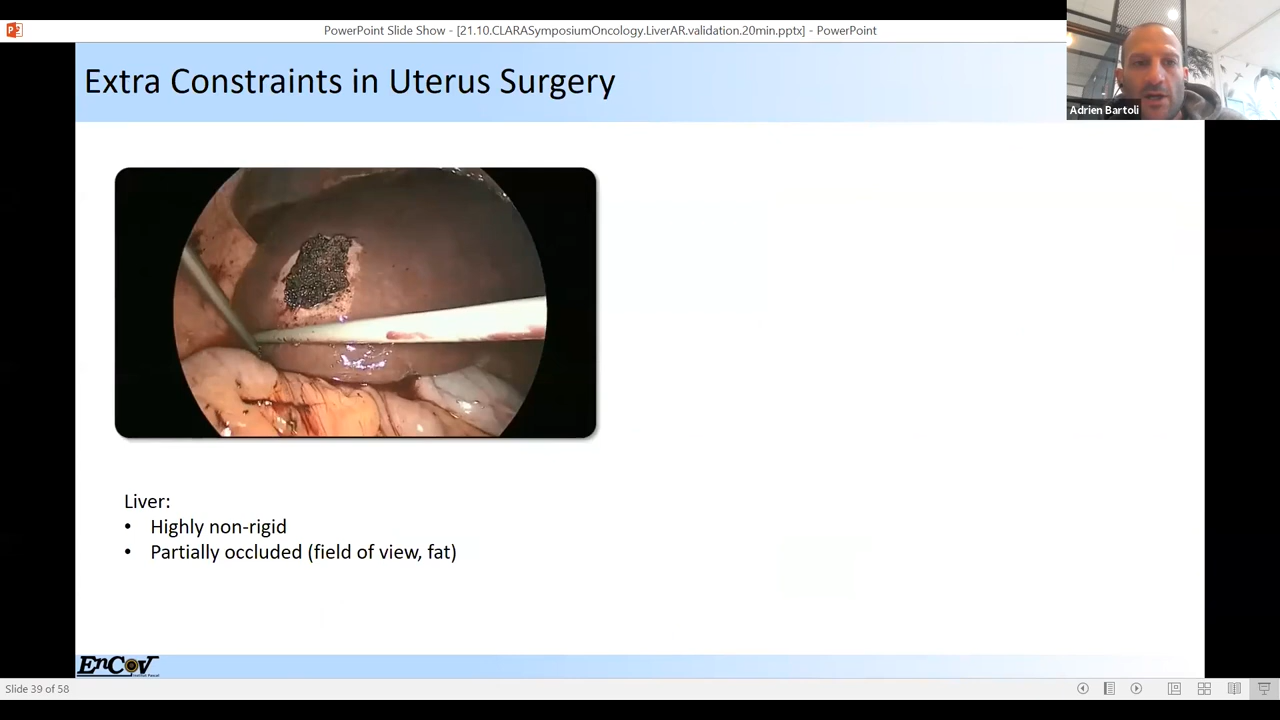 PowerPoint Slide Show - [21.10.CLARASymposiumOncology.LiverAR.validation.20min.pptx] - PowerPoint
Adrien Bartoli
Extra Constraints in Uterus Surgery
Liver:
• Highly non-rigid
• Partially occluded (field of view, fat)
EnCoV
Slide 39 of 58